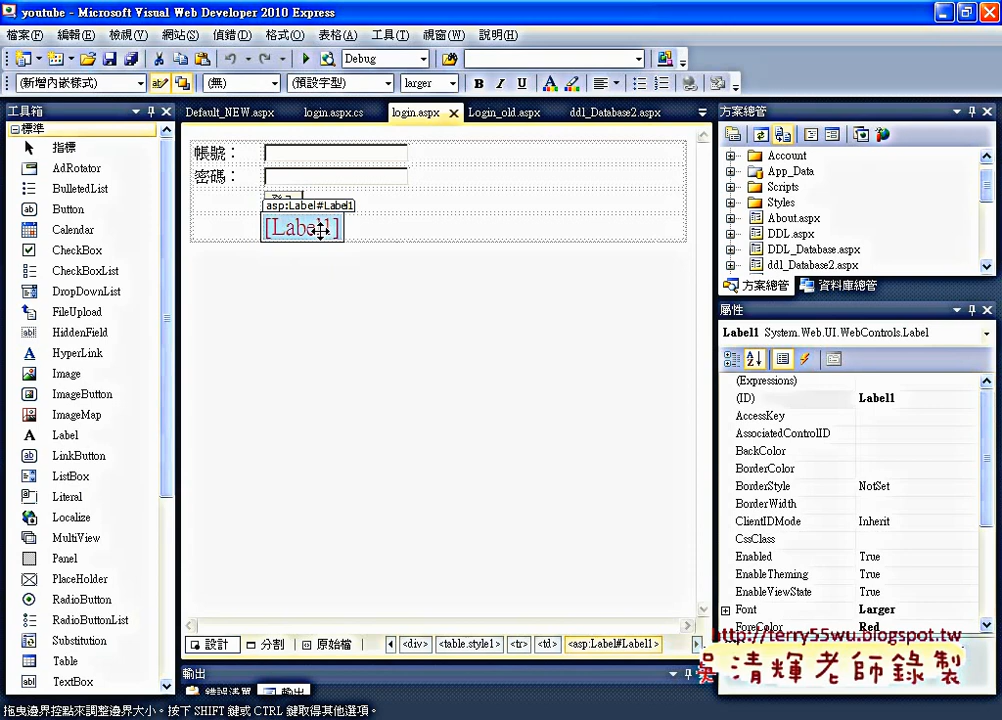 youtube - Microsoft Visual Web Developer 2010 Express
檔案(F) 編輯(E) 檢視(V) 網站(S) 偵錯(D) 格式(O) 表格(A) 工具(T) 視窗(W) 說明(H)
Debug
(新增內嵌樣式) (無) (預設字型) larger B I U A
工具箱
標準
指標
AdRotator
BulletedList
Button
Calendar
CheckBox
CheckBoxList
DropDownList
FileUpload
HiddenField
HyperLink
Image
ImageButton
ImageMap
Label
LinkButton
ListBox
Literal
Localize
MultiView
Panel
PlaceHolder
RadioButton
RadioButtonList
Substitution
Table
TextBox
Default_NEW.aspx login.aspx.cs login.aspx Login_old.aspx ddl_Database2.aspx
帳號：
密碼：
asp:Label#Label1
[Label1]
設計 分割 原始檔 <div> <table.style1> <tr> <td> <asp:Label#Label1>
輸出
錯誤清單 輸出
方案總管
Account
App_Data
Scripts
Styles
About.aspx
DDL.aspx
DDL_Database.aspx
ddl_Database2.aspx
方案總管 資料庫總管
屬性
Label1 System.Web.UI.WebControls.Label
(Expressions)
(ID) Label1
AccessKey
AssociatedControlID
BackColor
BorderColor
BorderStyle NotSet
BorderWidth
ClientIDMode Inherit
CssClass
Enabled True
EnableTheming True
EnableViewState True
Font Larger
ForeColor Red
http://terry55wu.blogspot.tw
吳清輝老師錄製
拖曳邊界控點來調整邊界大小。按下 SHIFT 鍵或 CTRL 鍵取得其他選項。